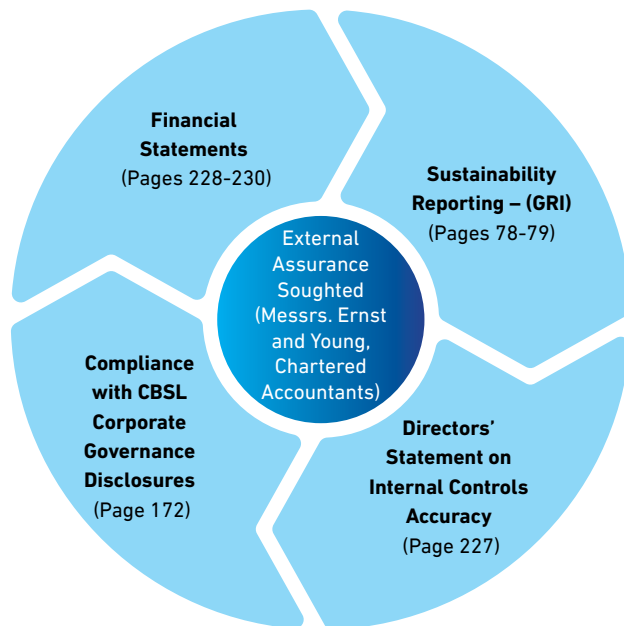 Financial
Statements
(Pages 228-230)
Sustainability
Reporting – (GRI)
(Pages 78-79)
External
Assurance
Soughted
(Messrs. Ernst
and Young,
Chartered
Accountants)
Compliance
with CBSL
Corporate
Governance
Disclosures
(Page 172)
Directors’
Statement on
Internal Controls
Accuracy
(Page 227)